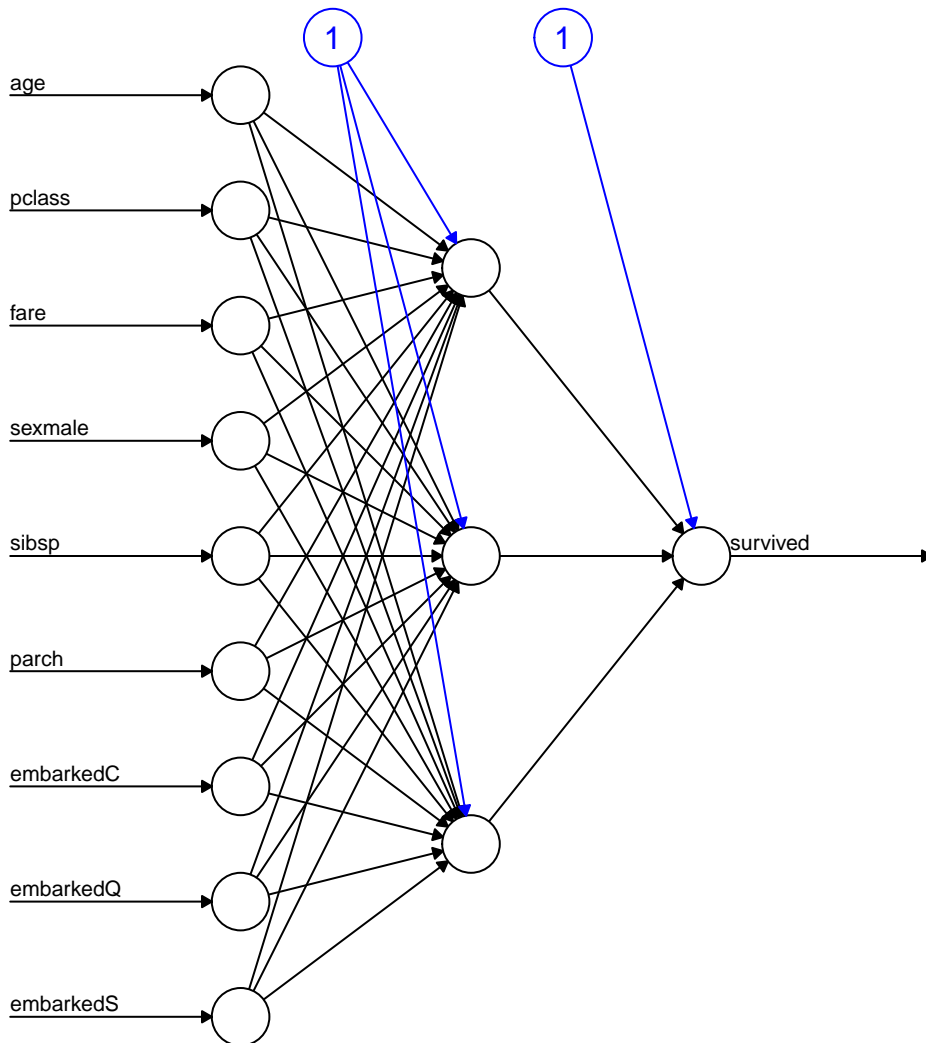 1
1
age
pclass
fare
sexmale
sibsp
survived
parch
embarkedC
embarkedQ
embarkedS